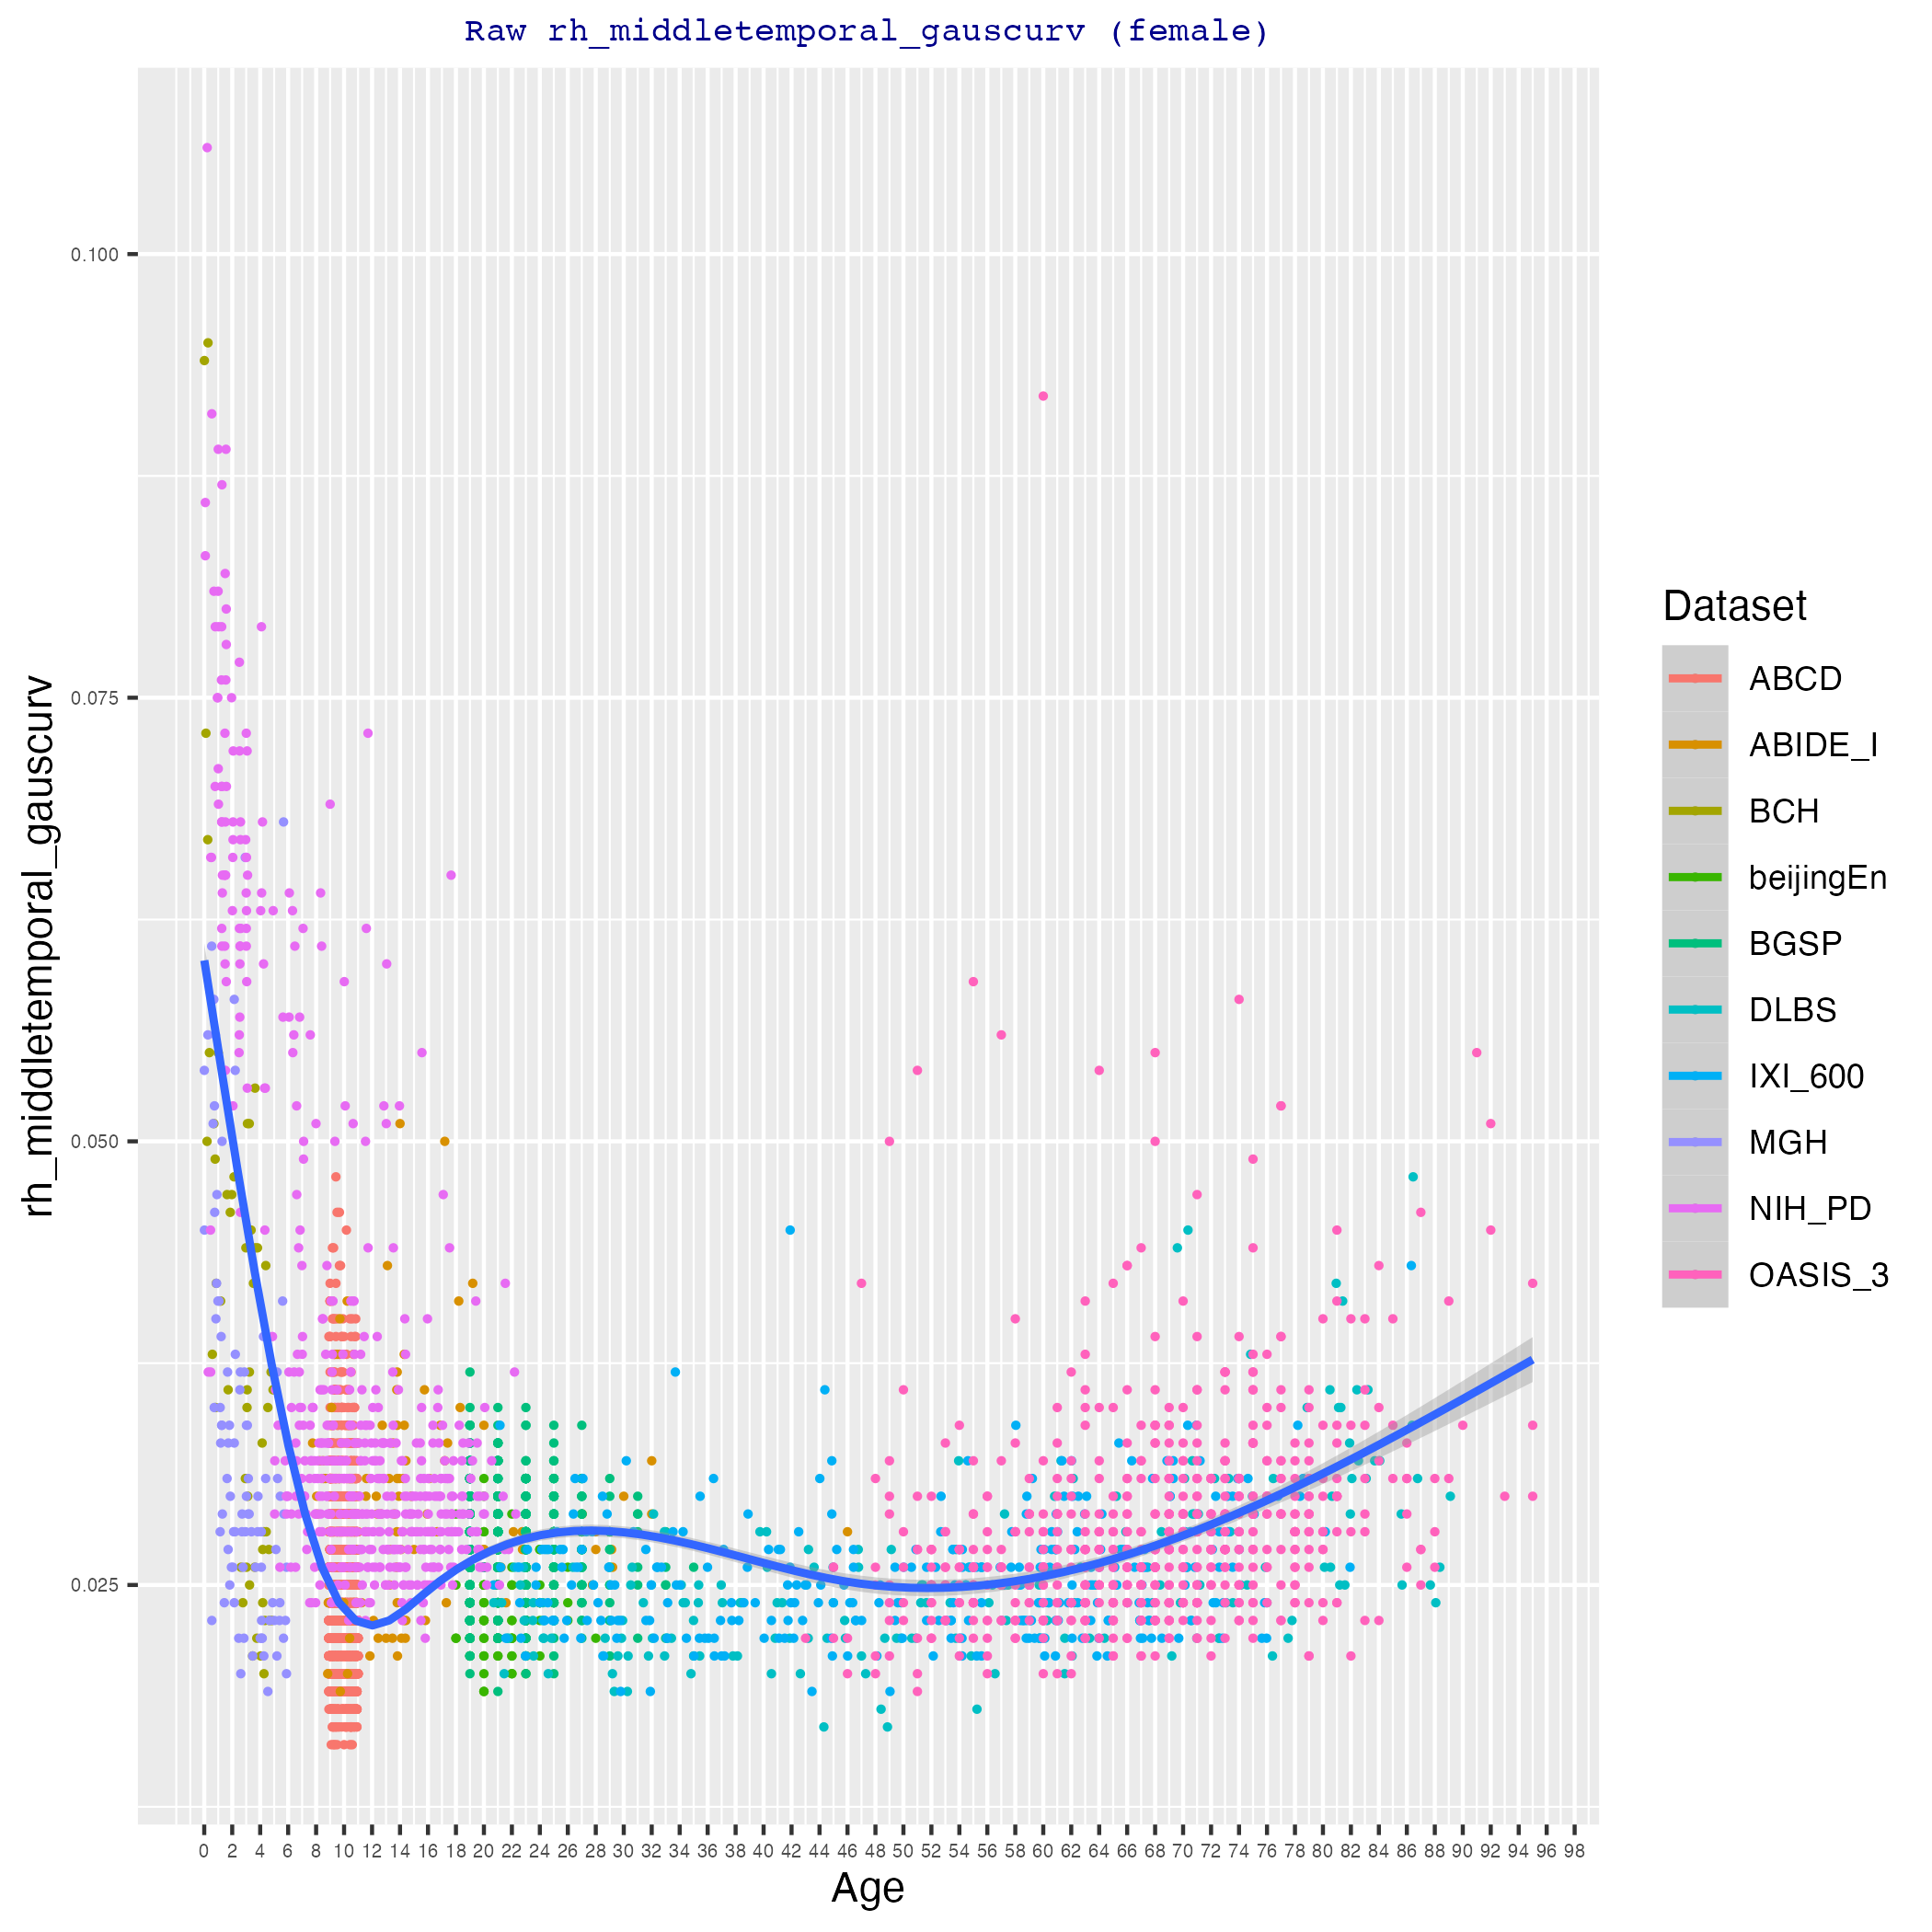 Raw rh_middletemporal_gauscurv (female)
rh_middletemporal_gauscurv
0.100
0.075
0.050
0.025
0 2 4 6 8 10 12 14 16 18 20 22 24 26 28 30 32 34 36 38 40 42 44 46 48 50 52 54 56 58 60 62 64 66 68 70 72 74 76 78 80 82 84 86 88 90 92 94 96 98
Age
Dataset
ABCD
ABIDE_I
BCH
beijingEn
BGSP
DLBS
IXI_600
MGH
NIH_PD
OASIS_3